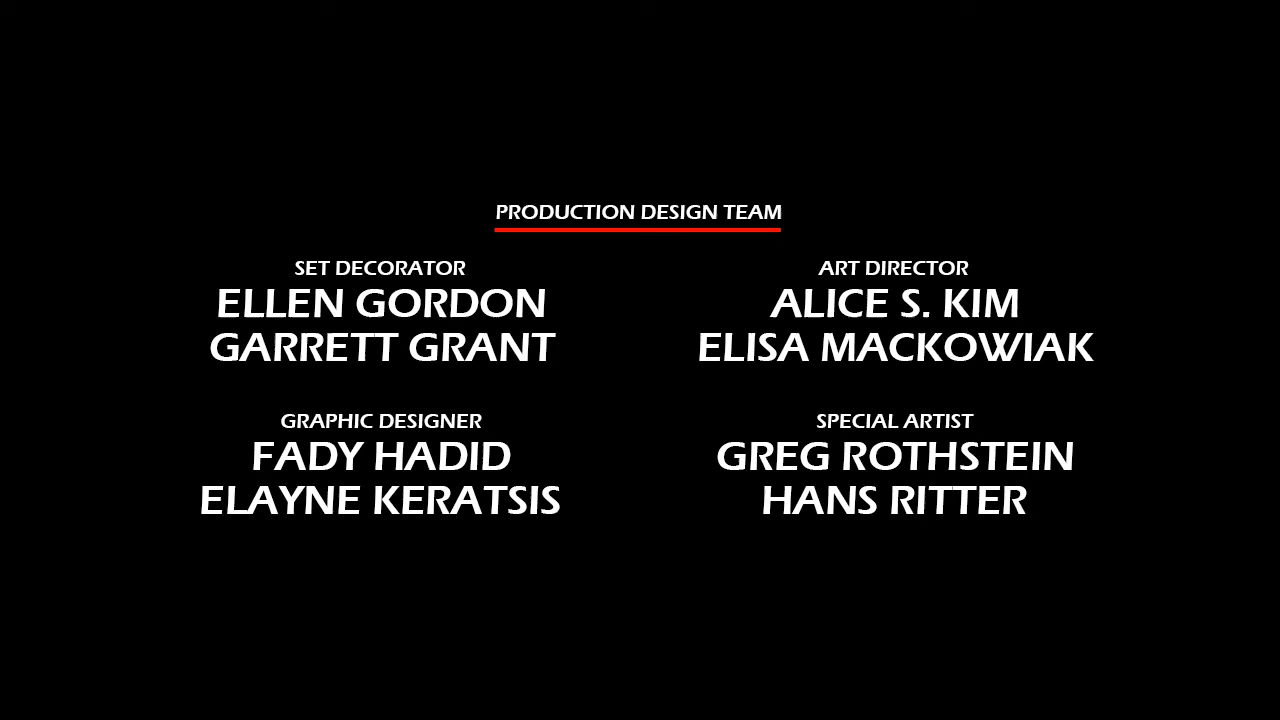 PRODUCTION DESIGN TEAM
SET DECORATOR
ELLEN GORDON
GARRETT GRANT
ART DIRECTOR
ALICE S. KIM
ELISA MACKOWIAK
GRAPHIC DESIGNER
FADY HADID
ELAYNE KERATSIS
SPECIAL ARTIST
GREG ROTHSTEIN
HANS RITTER